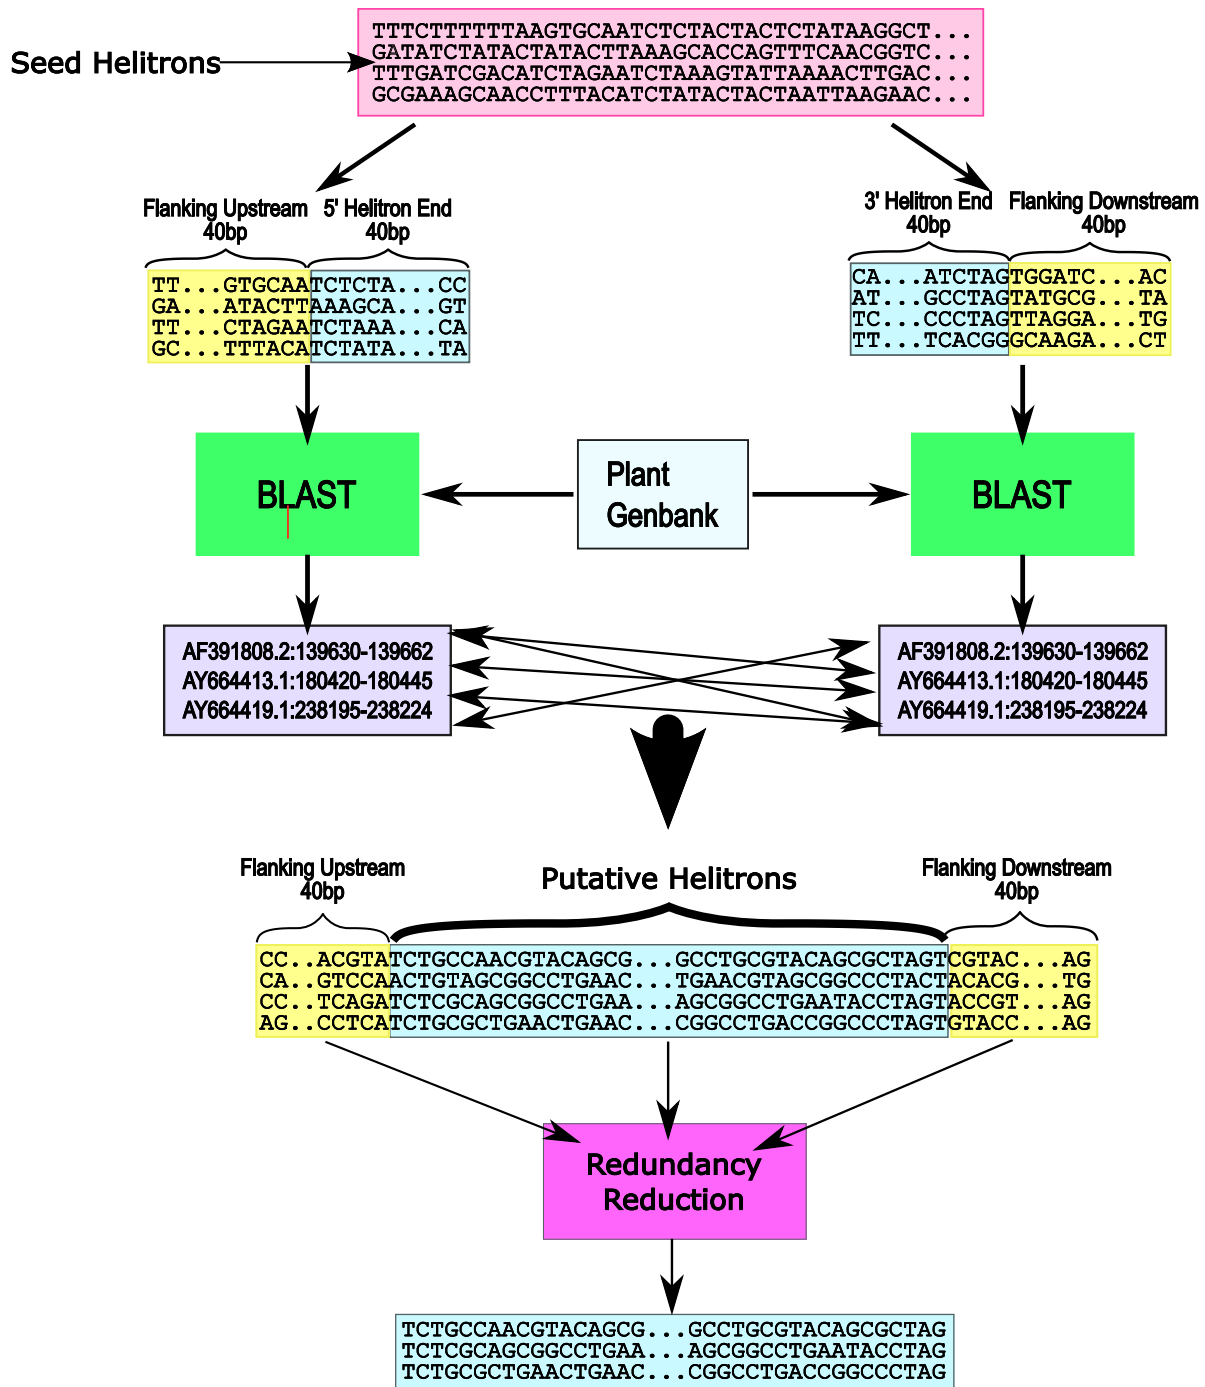 TTTCTTTTTTAAGTGCAATCTCTACTACTCTATAAGGCT...
GATATCTATACTATACTTAAAGCACCAGTTTCAACGGTC...
Seed Helitrons
TTTGATCGACATCTAGAATCTAAAGTATTAAAACTTGAC...
GCGAAAGCAACCTTTACATCTATACTACTAATTAAGAAC...
Flanking Upstream
40bp
5' Helitron End
40bp
3' Helitron End
40bp
Flanking Downstream
40bp
TT...GTGCAATCTCTA...CC
GA...ATACTTAAAGCA...GT
TT...CTAGAATCTAAA...CA
GC...TTTACATCTATA...TA
CA...ATCTAGTGGATC...AC
AT...GCCTAGTATGCG...TA
TC...CCCTAGTTAGGA...TG
TT...TCACGGGCAAGA...CT
BLAST
Plant
Genbank
BLAST
AF391808.2:139630-139662
AY664413.1:180420-180445
AY664419.1:238195-238224
AF391808.2:139630-139662
AY664413.1:180420-180445
AY664419.1:238195-238224
Flanking Upstream
40bp
Putative Helitrons
Flanking Downstream
40bp
CC..ACGTATCTGCCAACGTACAGCG...GCCTGCGTACAGCGCTAGTCGTAC...AG
CA..GTCCAACTGTAGCGGCCTGAAC...TGAACGTAGCGGCCCTACTACACG...TG
CC..TCAGATCTCGCAGCGGCCTGAA...AGCGGCCTGAATACCTAGTACCGT...AG
AG..CCTCATCTGCGCTGAACTGAAC...CGGCCTGACCGGCCCTAGTGTACC...AG
Redundancy
Reduction
TCTGCCAACGTACAGCG...GCCTGCGTACAGCGCTAG
TCTCGCAGCGGCCTGAA...AGCGGCCTGAATACCTAG
TCTGCGCTGAACTGAAC...CGGCCTGACCGGCCCTAG